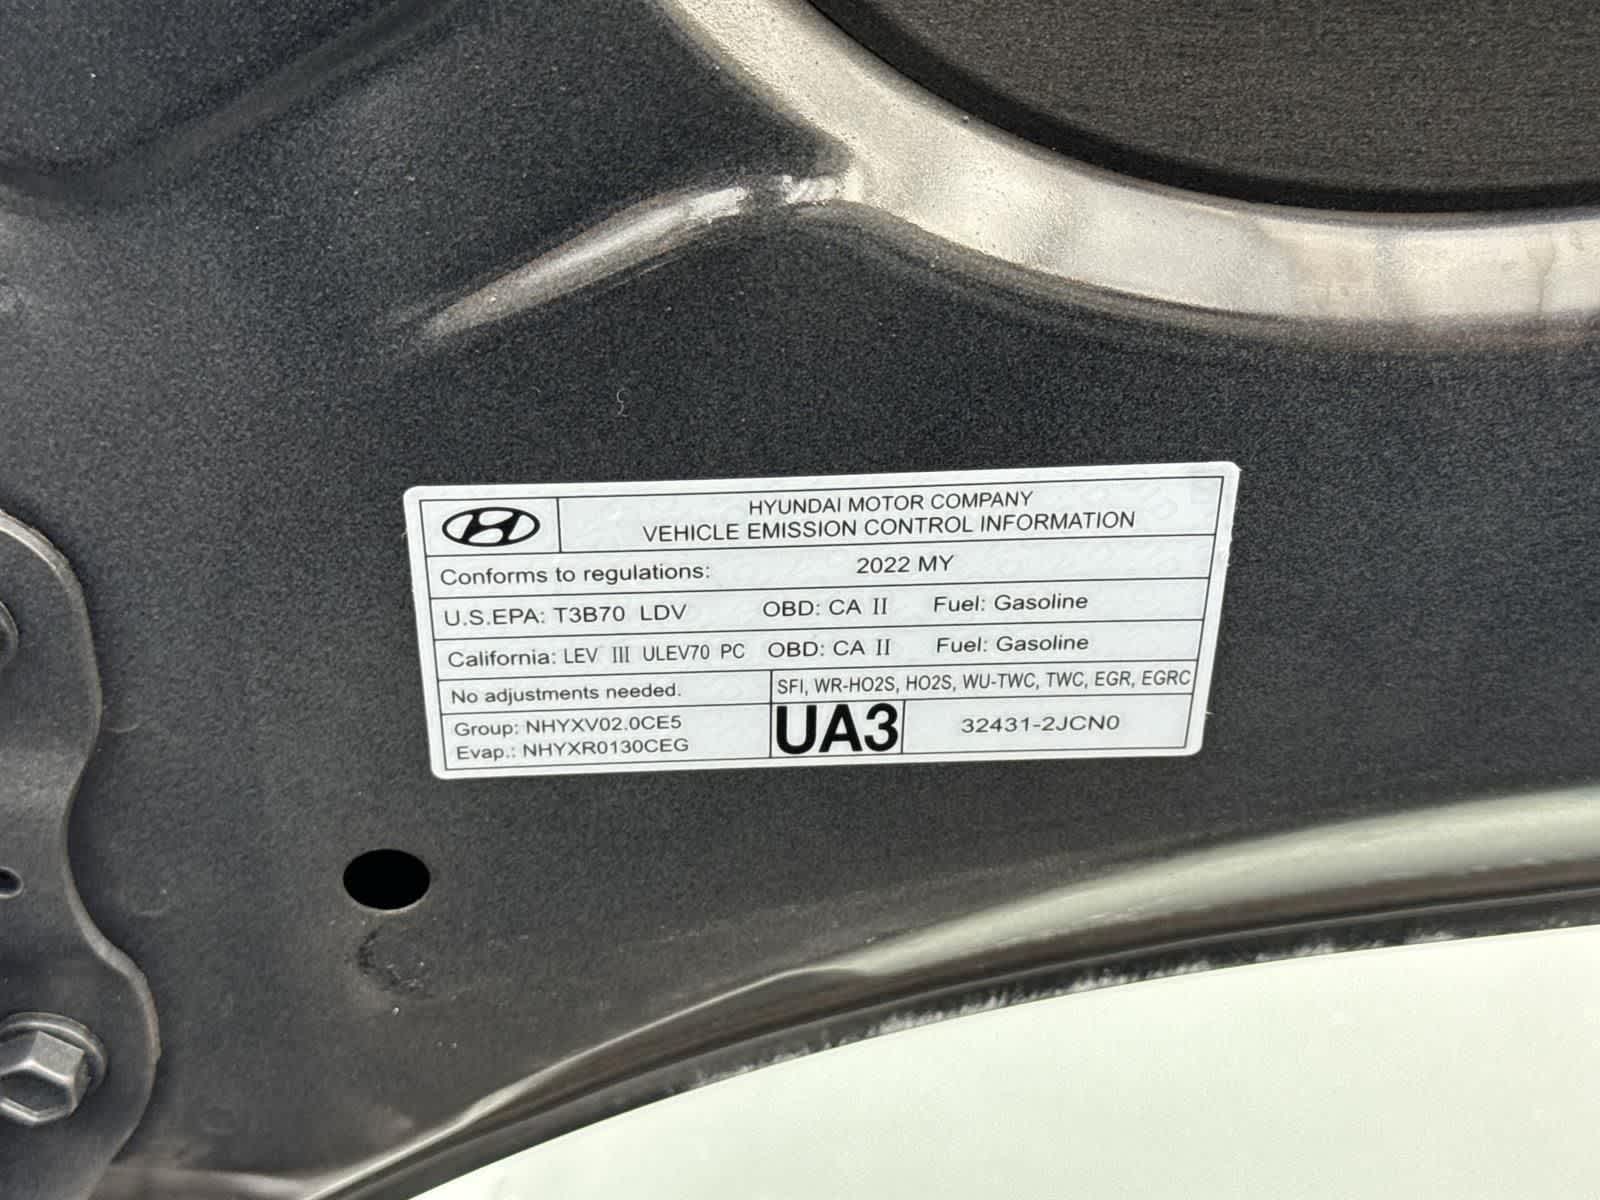 HYUNDAI MOTOR COMPANY
VEHICLE EMISSION CONTROL INFORMATION
Conforms to regulations: 2022 MY
U.S.EPA: T3B70 LDV OBD: CA II Fuel: Gasoline
California: LEV III ULEV70 PC OBD: CA II Fuel: Gasoline
No adjustments needed. SFI, WR-HO2S, HO2S, WU-TWC, TWC, EGR, EGRC
Group: NHYXV02.0CE5
Evap.: NHYXR0130CEG
UA3
32431-2JCN0